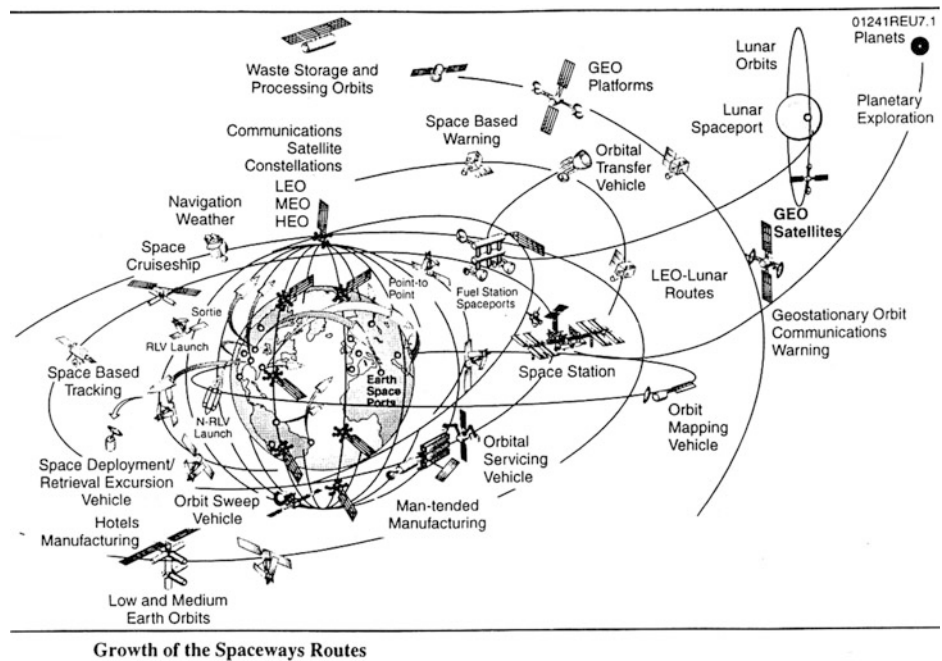 01241REU7.1
Planets
Lunar
Orbits
GEO
Platforms
Waste Storage and
Processing Orbits
Planetary
Exploration
Lunar
Spaceport
Space Based
Warning
Communications
Satellite
Constellations
LEO
MEO
HEO
Orbital
Transfer
Vehicle
Navigation
Weather
GEO
Satellites
Space
Cruiseship
Point-to
Point
Fuel Station
Spaceports
LEO-Lunar
Routes
Sortie
Geostationary Orbit
Communications
Warning
RLV Launch
Space Based
Tracking
Space Station
Earth
Space
Ports
N-RLV
Launch
Orbit
Mapping
Vehicle
Orbital
Servicing
Vehicle
Space Deployment/
Retrieval Excursion
Vehicle
Orbit Sweep
Vehicle
Man-tended
Manufacturing
Hotels
Manufacturing
Low and Medium
Earth Orbits
Growth of the Spaceways Routes